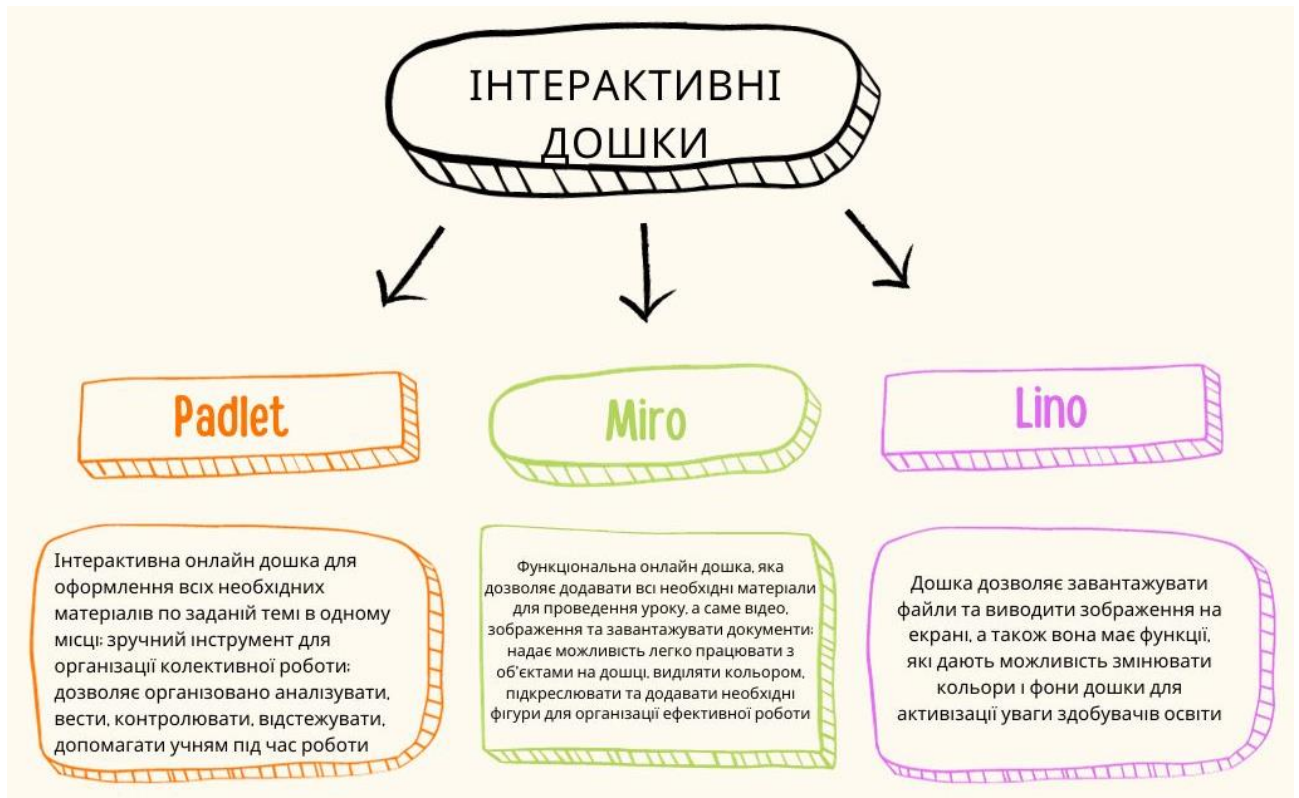 ІНТЕРАКТИВНІ
ДОШКИ
Padlet
Miro
Lino
Інтерактивна онлайн дошка для
оформлення всіх необхідних
матеріалів по заданій темі в одному
місці; зручний інструмент для
організації колективної роботи;
дозволяє організовано аналізувати,
вести, контролювати, відстежувати,
допомагати учням під час роботи
Функціональна онлайн дошка, яка
дозволяє додавати всі необхідні матеріали
для проведення уроку, а саме відео,
зображення та завантажувати документи;
надає можливість легко працювати з
об'єктами на дошці, виділяти кольором,
підкреслювати та додавати необхідні
фігури для організації ефективної роботи
Дошка дозволяє завантажувати
файли та виводити зображення на
екрані, а також вона має функції,
які дають можливість змінювати
кольори і фони дошки для
активізації уваги здобувачів освіти